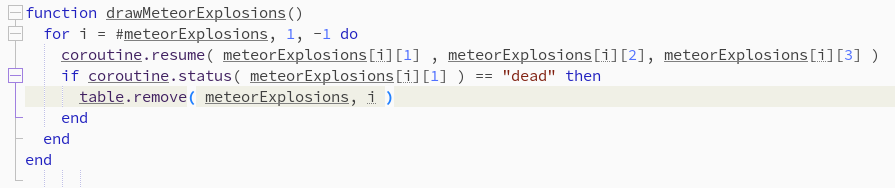 function drawMeteorExplosions()
for i = #meteorExplosions, 1, -1 do
coroutine.resume( meteorExplosions[i][1] , meteorExplosions[i][2], meteorExplosions[i][3] )
if coroutine.status( meteorExplosions[i][1] ) == "dead" then
table.remove( meteorExplosions, i )
end
end
end